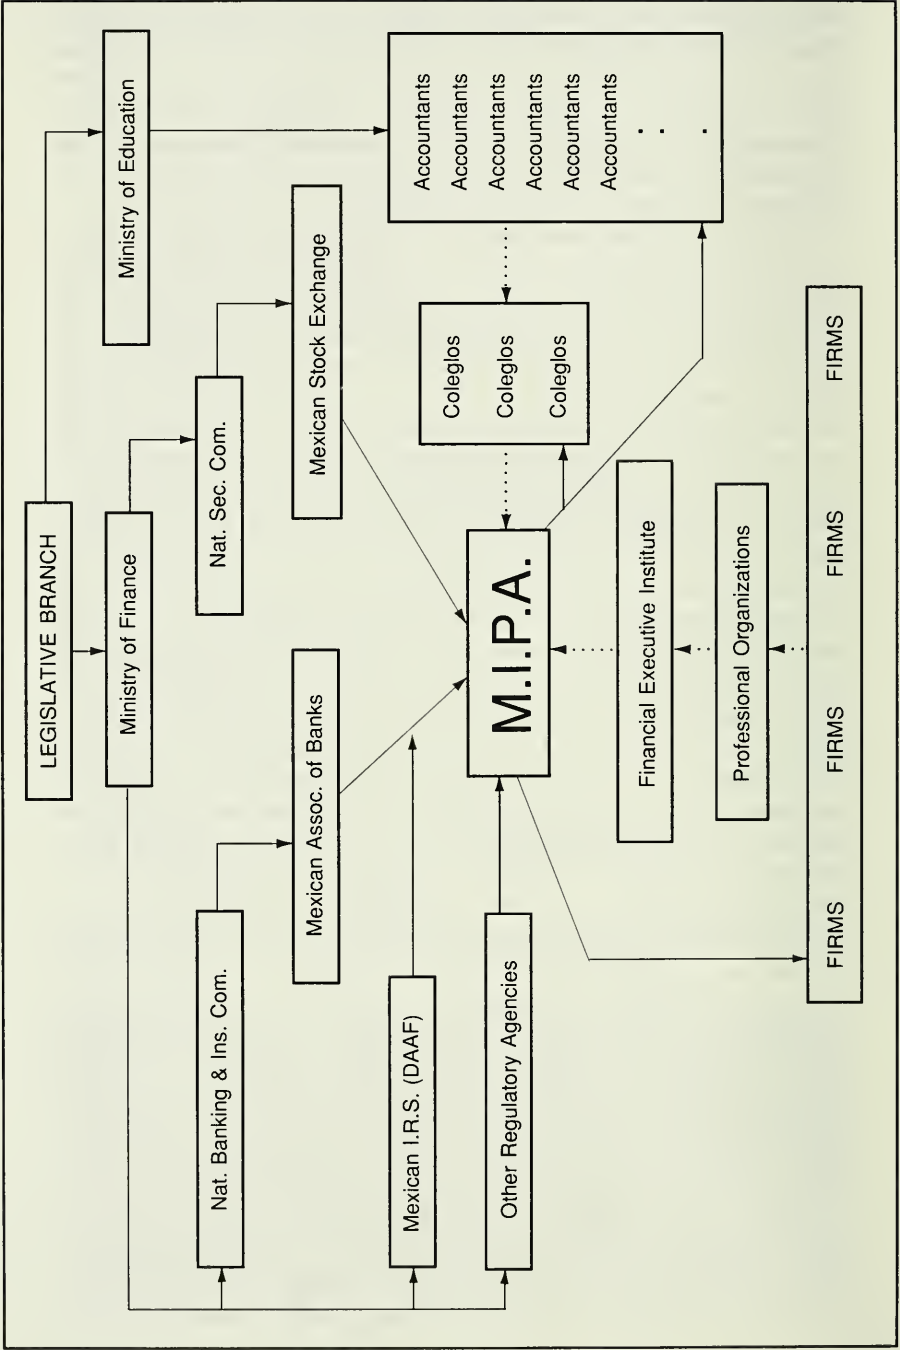 LEGISLATIVE BRANCH
Ministry of Finance
Ministry of Education
Nat. Banking & Ins. Com.
Nat. Sec. Com.
Mexican Assoc. of Banks
Mexican Stock Exchange
Mexican I.R.S. (DAAF)
Other Regulatory Agencies
M.I.P.A.
Coleglos
Coleglos
Coleglos
Accountants
Accountants
Accountants
Accountants
Accountants
Accountants
.
.
.
Financial Executive Institute
Professional Organizations
FIRMS FIRMS FIRMS FIRMS